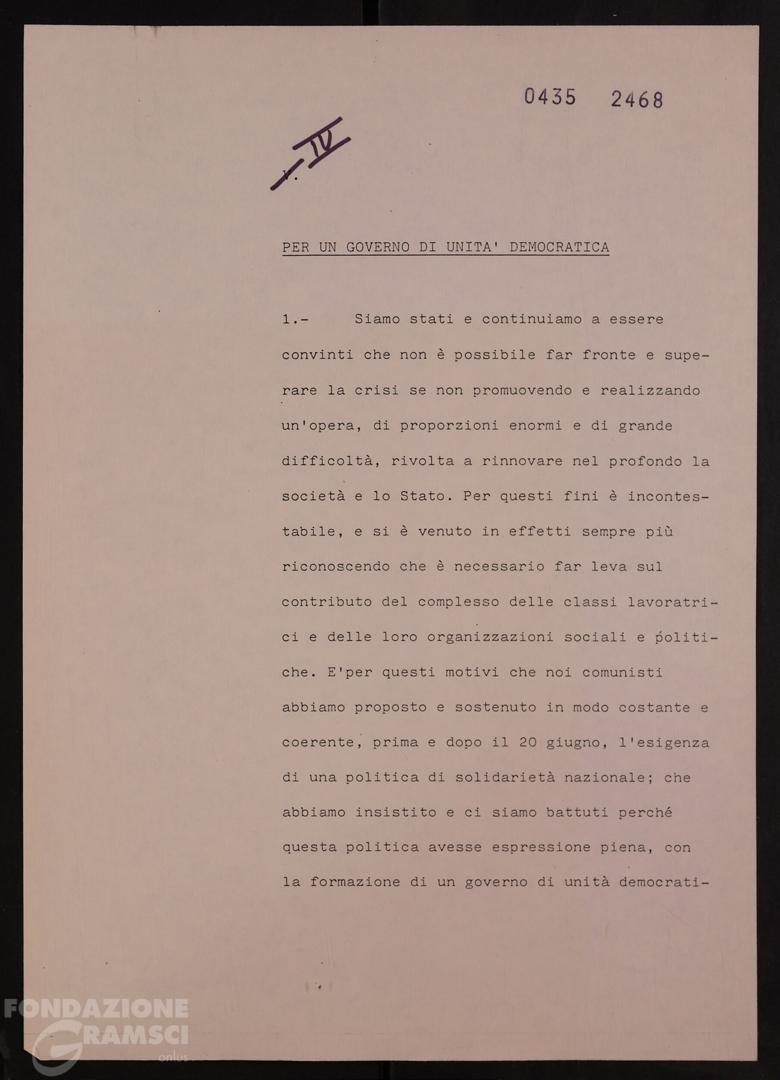 0435 2468
IV
PER UN GOVERNO DI UNITA' DEMOCRATICA
1.- Siamo stati e continuiamo a essere
convinti che non è possibile far fronte e supe-
rare la crisi se non promuovendo e realizzando
un'opera, di proporzioni enormi e di grande
difficoltà, rivolta a rinnovare nel profondo la
società e lo Stato. Per questi fini è incontes-
tabile, e si è venuto in effetti sempre più
riconoscendo che è necessario far leva sul
contributo del complesso delle classi lavoratri-
ci e delle loro organizzazioni sociali e politi-
che. E'per questi motivi che noi comunisti
abbiamo proposto e sostenuto in modo costante e
coerente, prima e dopo il 20 giugno, l'esigenza
di una politica di solidarietà nazionale; che
abbiamo insistito e ci siamo battuti perché
questa politica avesse espressione piena, con
la formazione di un governo di unità democrati-
FONDAZIONE
GRAMSCI
onlus